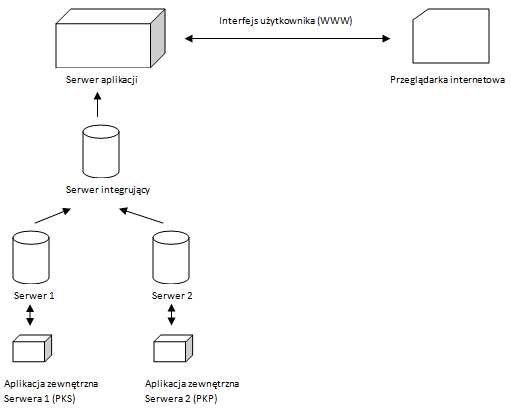 Interfejs użytkownika (WWW)
Serwer aplikacji
Przeglądarka internetowa
Serwer integrujący
Serwer 1
Serwer 2
Aplikacja zewnętrzna
Serwera 1 (PKS)
Aplikacja zewnętrzna
Serwera 2 (PKP)